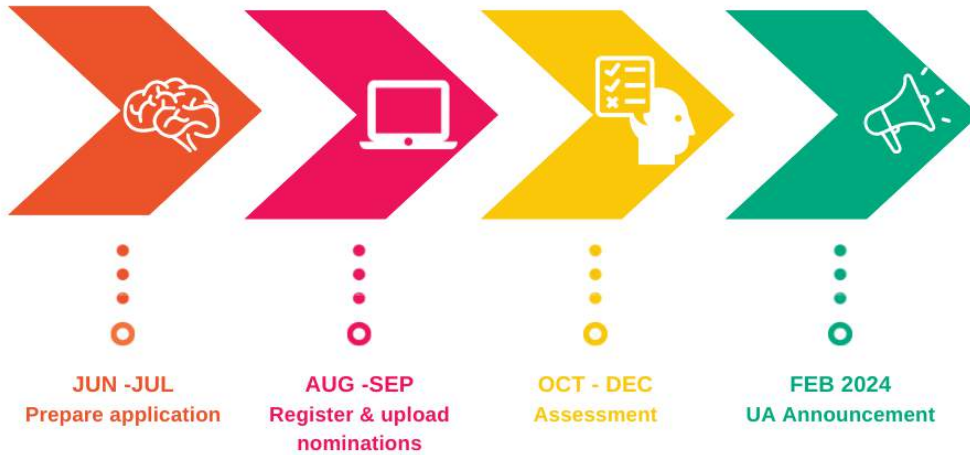 JUN -JUL
Prepare application
AUG -SEP
Register & upload
nominations
OCT - DEC
Assessment
FEB 2024
UA Announcement